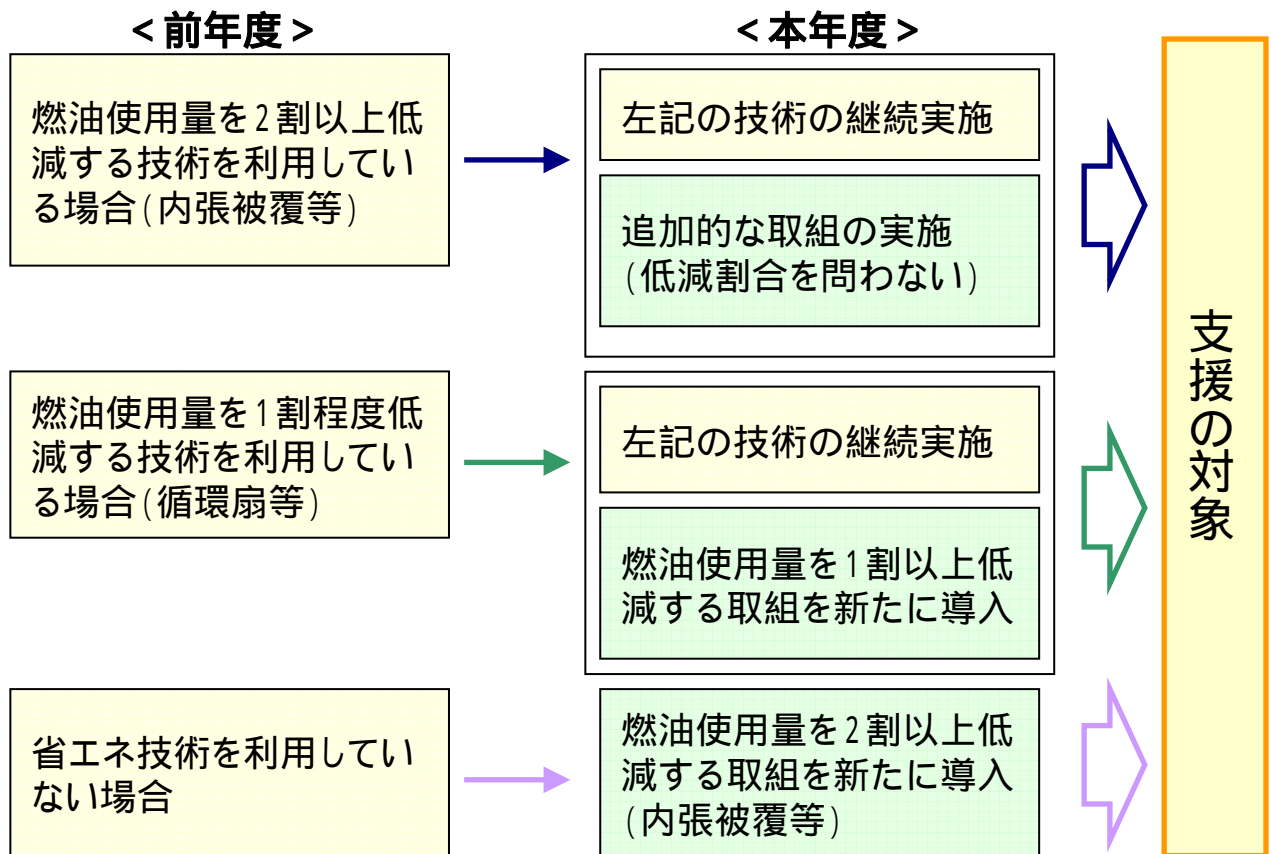 <前年度>
<本年度>
燃油使用量を2割以上低
減する技術を利用してい
る場合(内張被覆等)
左記の技術の継続実施
追加的な取組の実施
(低減割合を問わない)
燃油使用量を1割程度低
減する技術を利用してい
る場合(循環扇等)
左記の技術の継続実施
燃油使用量を1割以上低
減する取組を新たに導入
省エネ技術を利用してい
ない場合
燃油使用量を2割以上低
減する取組を新たに導入
(内張被覆等)
支援の対象